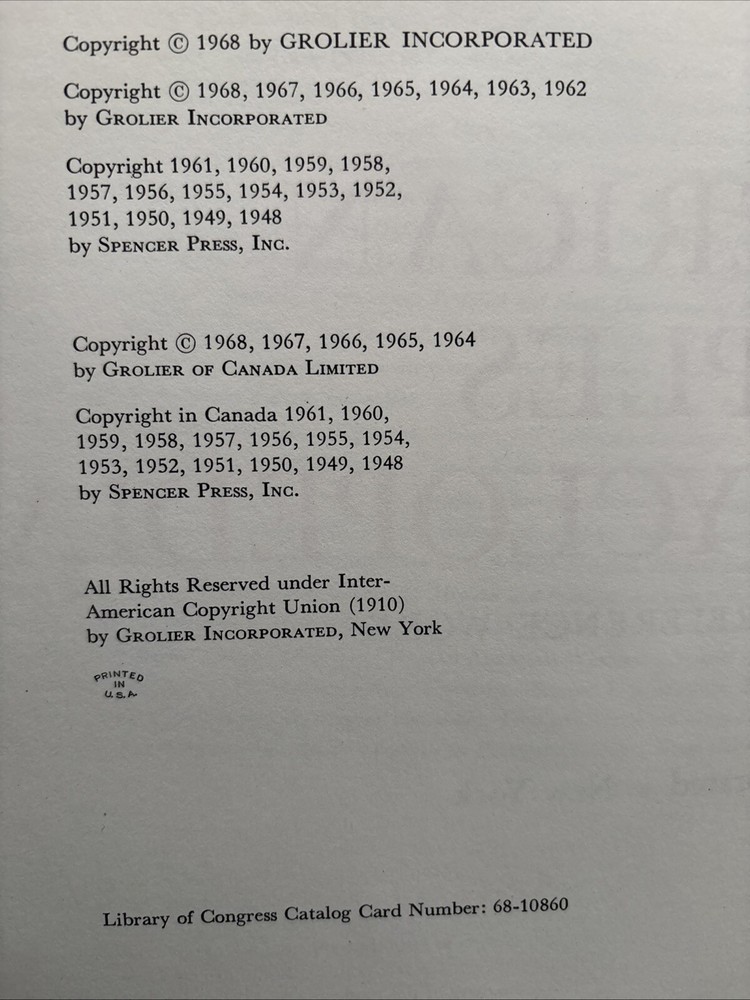 Copyright © 1968 by GROLIER INCORPORATED
Copyright © 1968, 1967, 1966, 1965, 1964, 1963, 1962
by GROLIER INCORPORATED
Copyright 1961, 1960, 1959, 1958,
1957, 1956, 1955, 1954, 1953, 1952,
1951, 1950, 1949, 1948
by SPENCER PRESS, INC.
Copyright © 1968, 1967, 1966, 1965, 1964
by GROLIER OF CANADA LIMITED
Copyright in Canada 1961, 1960,
1959, 1958, 1957, 1956, 1955, 1954,
1953, 1952, 1951, 1950, 1949, 1948
by SPENCER PRESS, INC.
All Rights Reserved under Inter-
American Copyright Union (1910)
by GROLIER INCORPORATED, New York
PRINTED
IN
U.S.A
Library of Congress Catalog Card Number: 68-10860